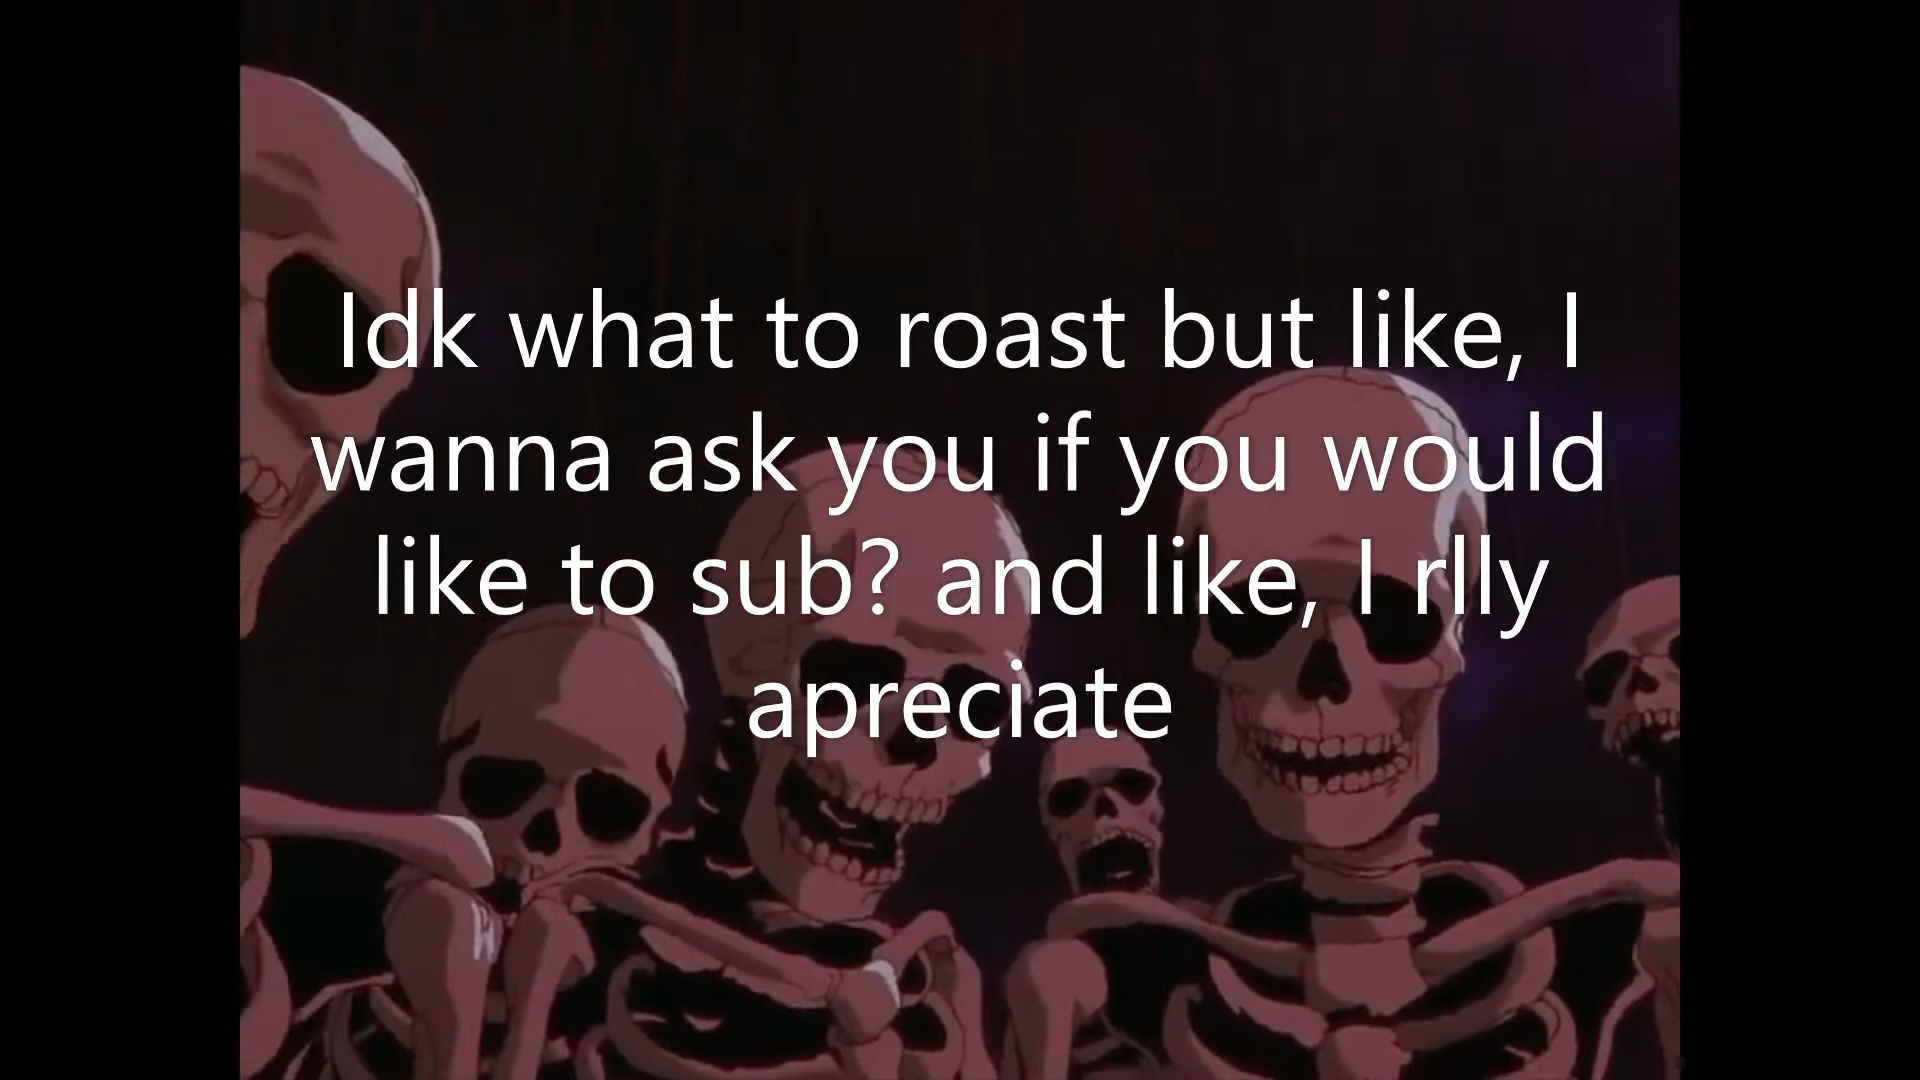 Idk what to roast but like, I
wanna ask you if you would
like to sub? and like, I rlly
apreciate